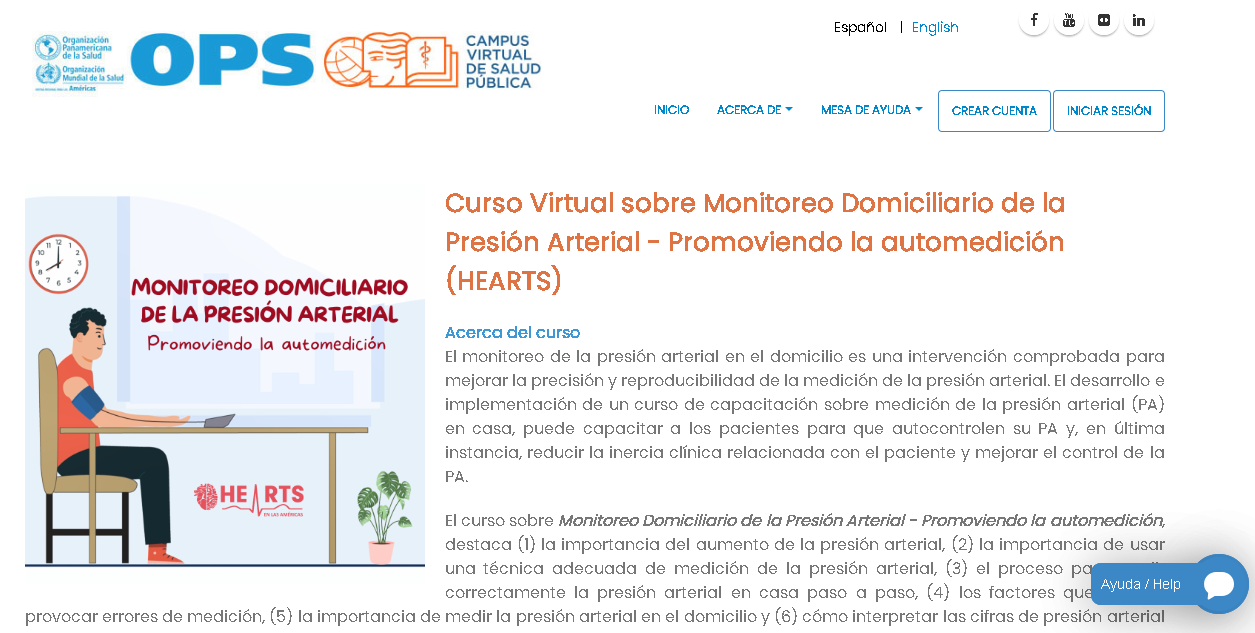 Español | English
Organización
Panamericana
de la Salud
Organización
Mundial de la Salud
Américas
OPS
CAMPUS
VIRTUAL
DE SALUD
PÚBLICA
INICIO ACERCA DE MESA DE AYUDA CREAR CUENTA INICIAR SESIÓN
MONITOREO DOMICILIARIO
DE LA PRESIÓN ARTERIAL
Promoviendo la automedición
HEARTS
EN LAS AMÉRICAS
Curso Virtual sobre Monitoreo Domiciliario de la
Presión Arterial - Promoviendo la automedición
(HEARTS)
Acerca del curso
El monitoreo de la presión arterial en el domicilio es una intervención comprobada para
mejorar la precisión y reproducibilidad de la medición de la presión arterial. El desarrollo e
implementación de un curso de capacitación sobre medición de la presión arterial (PA)
en casa, puede capacitar a los pacientes para que autocontrolen su PA y, en última
instancia, reducir la inercia clínica relacionada con el paciente y mejorar el control de la
PA.
El curso sobre Monitoreo Domiciliario de la Presión Arterial - Promoviendo la automedición,
destaca (1) la importancia del aumento de la presión arterial, (2) la importancia de usar
una técnica adecuada de medición de la presión arterial, (3) el proceso
correctamente la presión arterial en casa paso a paso, (4) los factores que
provocar errores de medición, (5) la importancia de medir la presión arterial en el domicilio y (6) cómo interpretar las cifras de presión arterial
Ayuda / Help